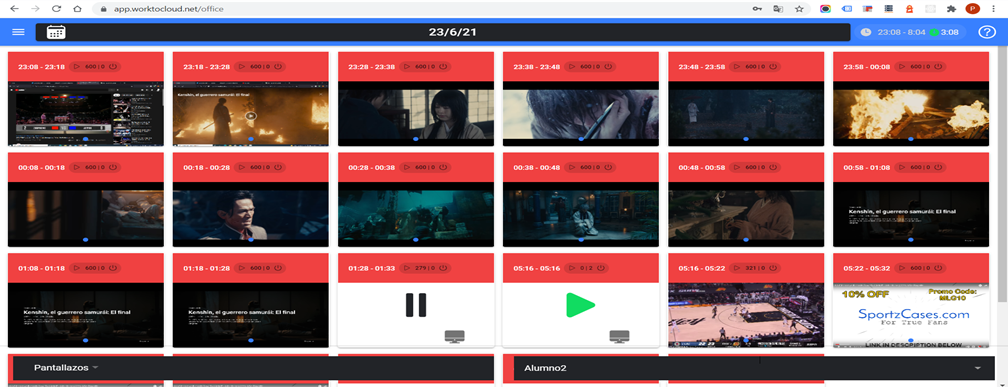 app.worktocloud.net/office
P
23/6/21
23:08 - 8:04 3:08
?
23:08 - 23:18 600 | 0
23:18 - 23:28 600 | 0
23:28 - 23:38 600 | 0
23:38 - 23:48 600 | 0
23:48 - 23:58 600 | 0
23:58 - 00:08 600 | 0
Kenshin, el guerrero samurái: El final
00:08 - 00:18 600 | 0
00:18 - 00:28 600 | 0
00:28 - 00:38 600 | 0
00:38 - 00:48 600 | 0
00:48 - 00:58 600 | 0
00:58 - 01:08 600 | 0
Kenshin, el guerrero samurái: El final
01:08 - 01:18 600 | 0
01:18 - 01:28 600 | 0
01:28 - 01:33 279 | 0
05:16 - 05:16 0 | 2
05:16 - 05:22 321 | 0
05:22 - 05:32 600 | 0
Kenshin, el guerrero samurái: El final
Kenshin, el guerrero samurái: El final
10% OFF
Promo Code:
MLG10
SportzCases.com
For True Fans
LINK IN DESCRIPTION BELOW
Pantallazos
Alumno2